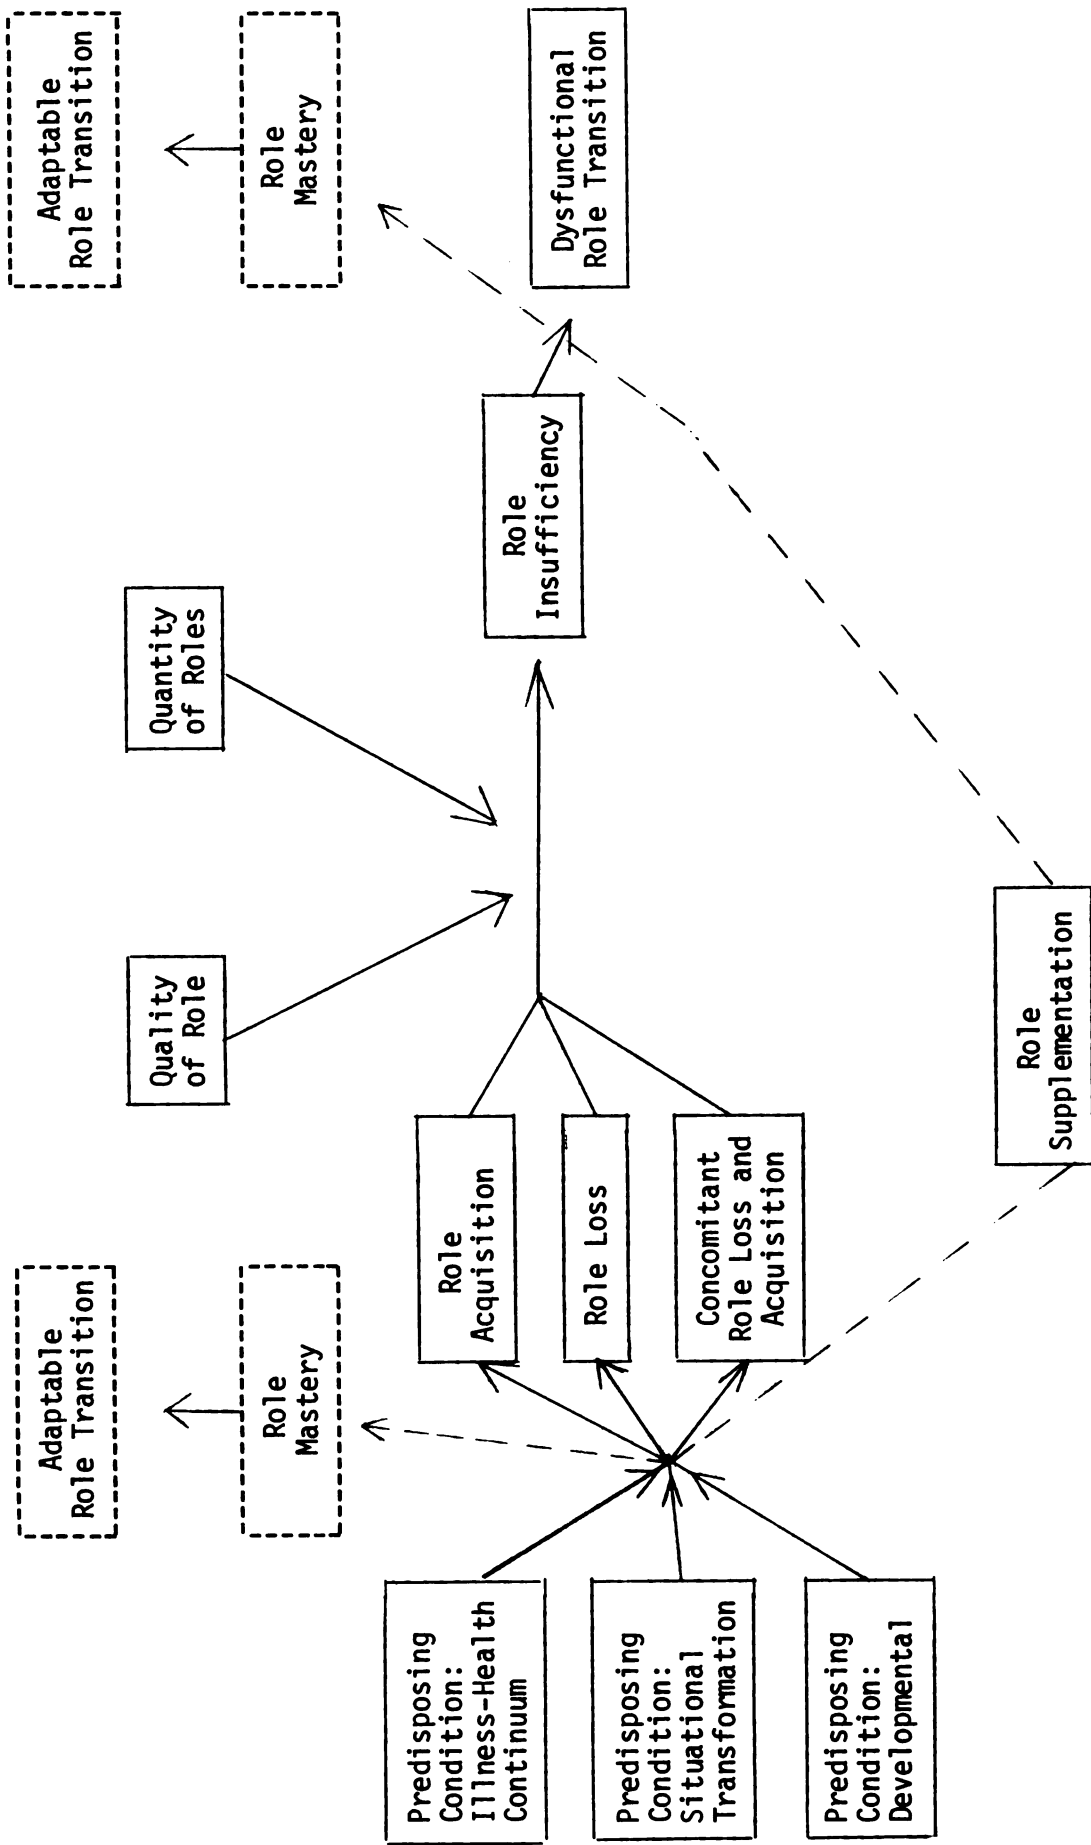 Adaptable
Role Transition
Role
Mastery
Predisposing
Condition:
Illness-Health
Continuum
Predisposing
Condition:
Situational
Transformation
Predisposing
Condition:
Developmental
Role
Acquisition
Role Loss
Concomitant
Role Loss and
Acquisition
Quality
of Role
Quantity
of Roles
Role
Insufficiency
Role
Supplementation
Adaptable
Role Transition
Role
Mastery
Dysfunctional
Role Transition